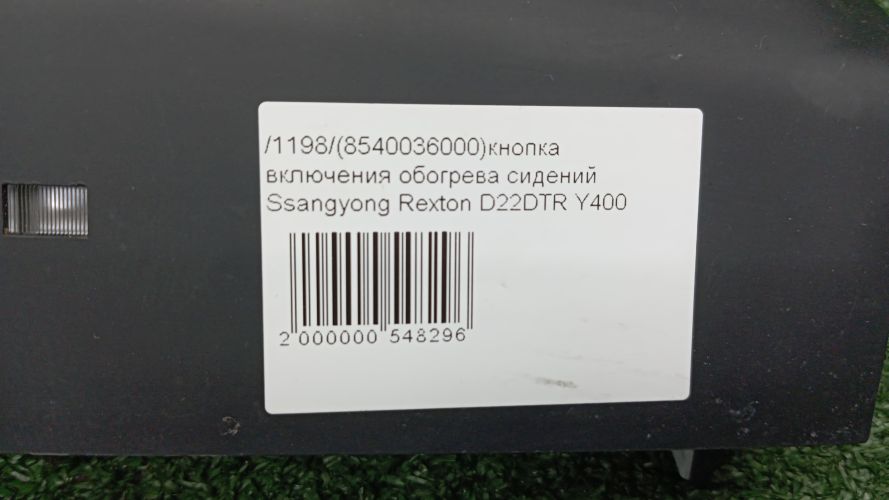 /1198/(8540036000)кнопка
включения обогрева сидений
Ssangyong Rexton D22DTR Y400
2 000000 548296